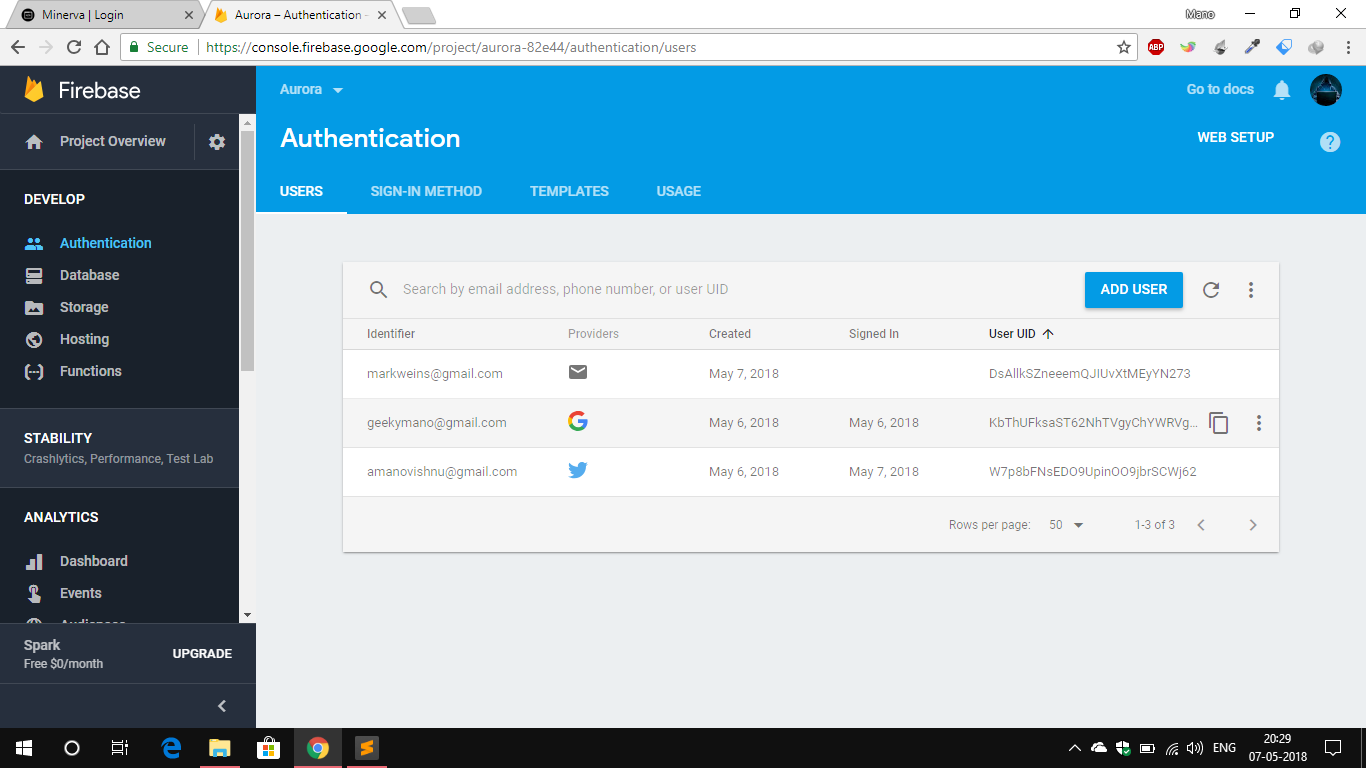 Minerva | Login
Aurora – Authentication –
Mano
Secure
https://console.firebase.google.com/project/aurora-82e44/authentication/users
ABP
Firebase
Aurora
Go to docs
Project Overview
Authentication
WEB SETUP
USERS SIGN-IN METHOD TEMPLATES USAGE
DEVELOP
Authentication
Database
Storage
Hosting
Functions
STABILITY
Crashlytics, Performance, Test Lab
ANALYTICS
Dashboard
Events
Audiences
Spark
Free $0/month
UPGRADE
Search by email address, phone number, or user UID
ADD USER
Identifier Providers Created Signed In User UID
markweins@gmail.com May 7, 2018 DsAllkSZneeemQJIUvXtMEyYN273
geekymano@gmail.com May 6, 2018 May 6, 2018 KbThUFksaST62NhTVgyChYWRVg...
amanovishnu@gmail.com May 6, 2018 May 7, 2018 W7p8bFNsEDO9UpinOO9jbrSCWj62
Rows per page: 50 1-3 of 3
ENG
20:29
07-05-2018